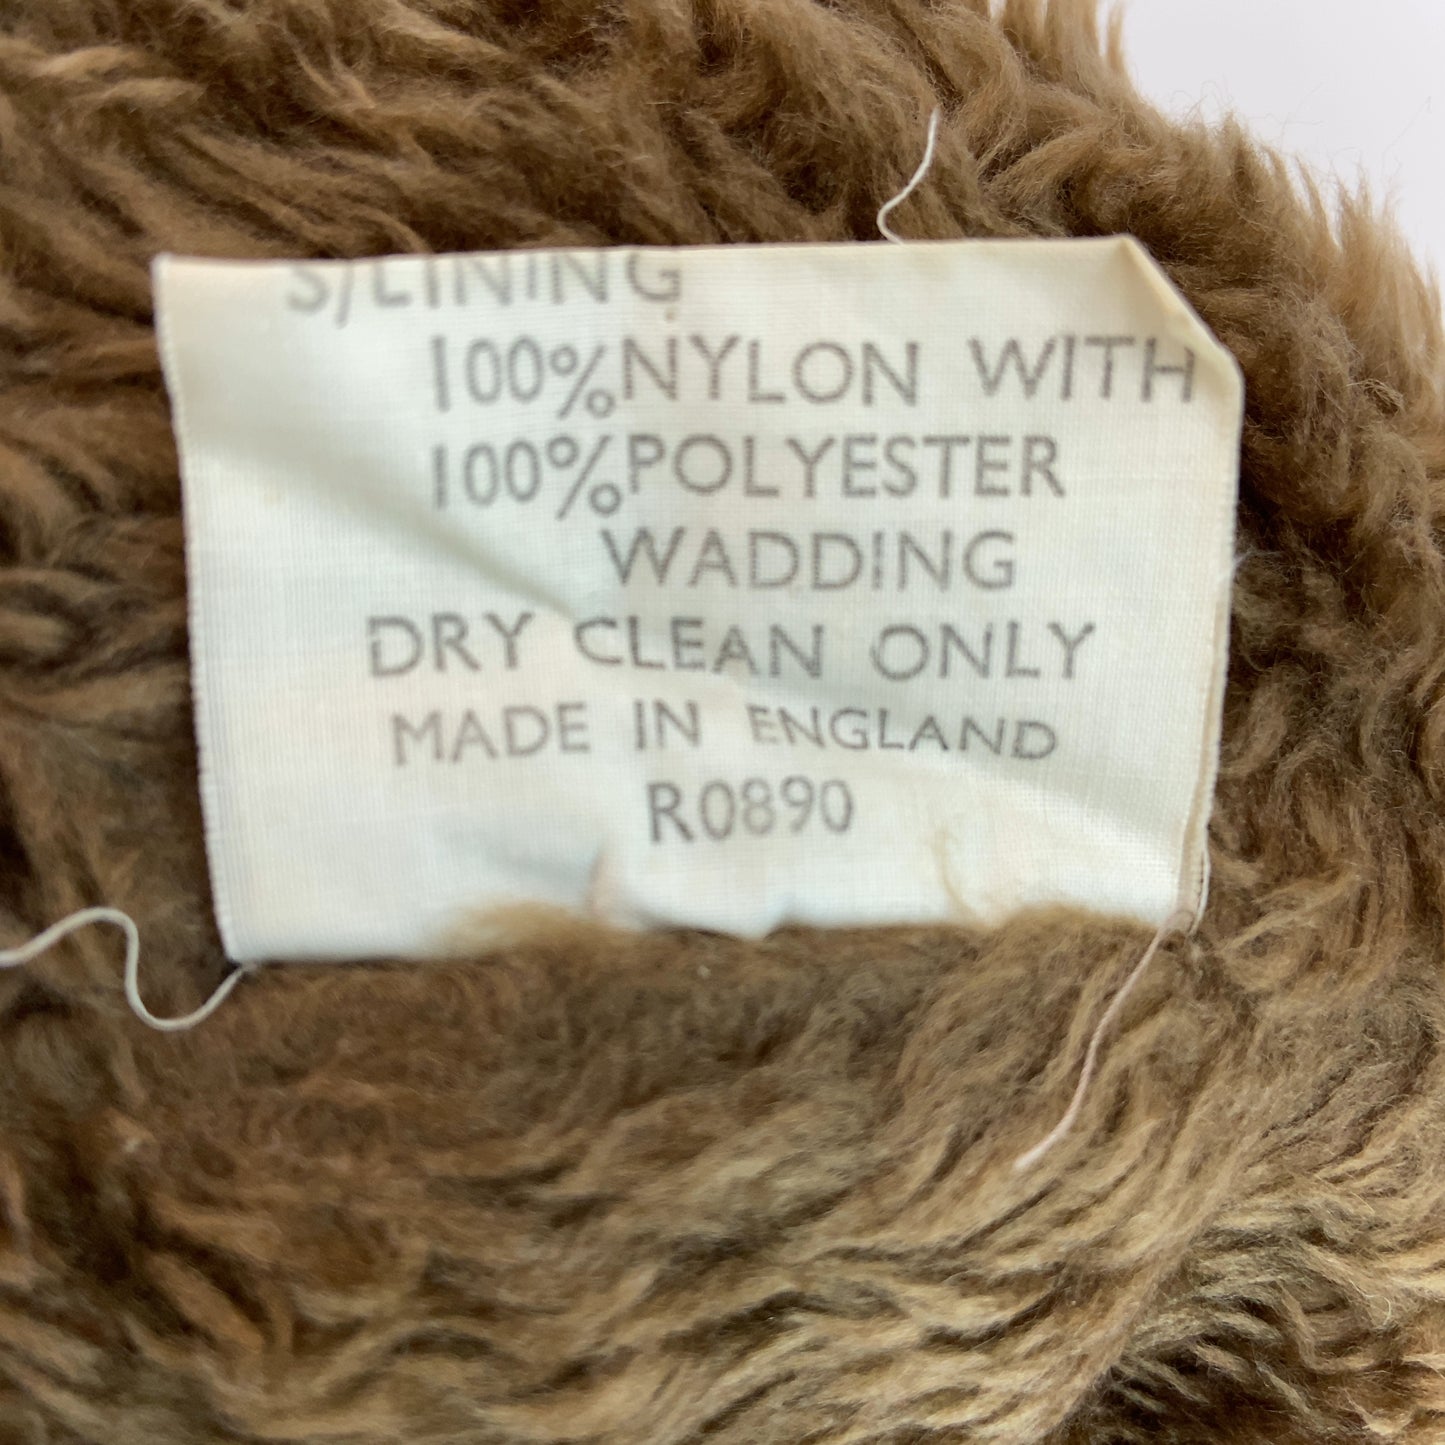 S/LINING
100% NYLON WITH
100% POLYESTER
WADDING
DRY CLEAN ONLY
MADE IN ENGLAND
R0890